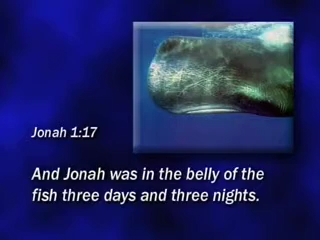 Jonah 1:17
And Jonah was in the belly of the
fish three days and three nights.